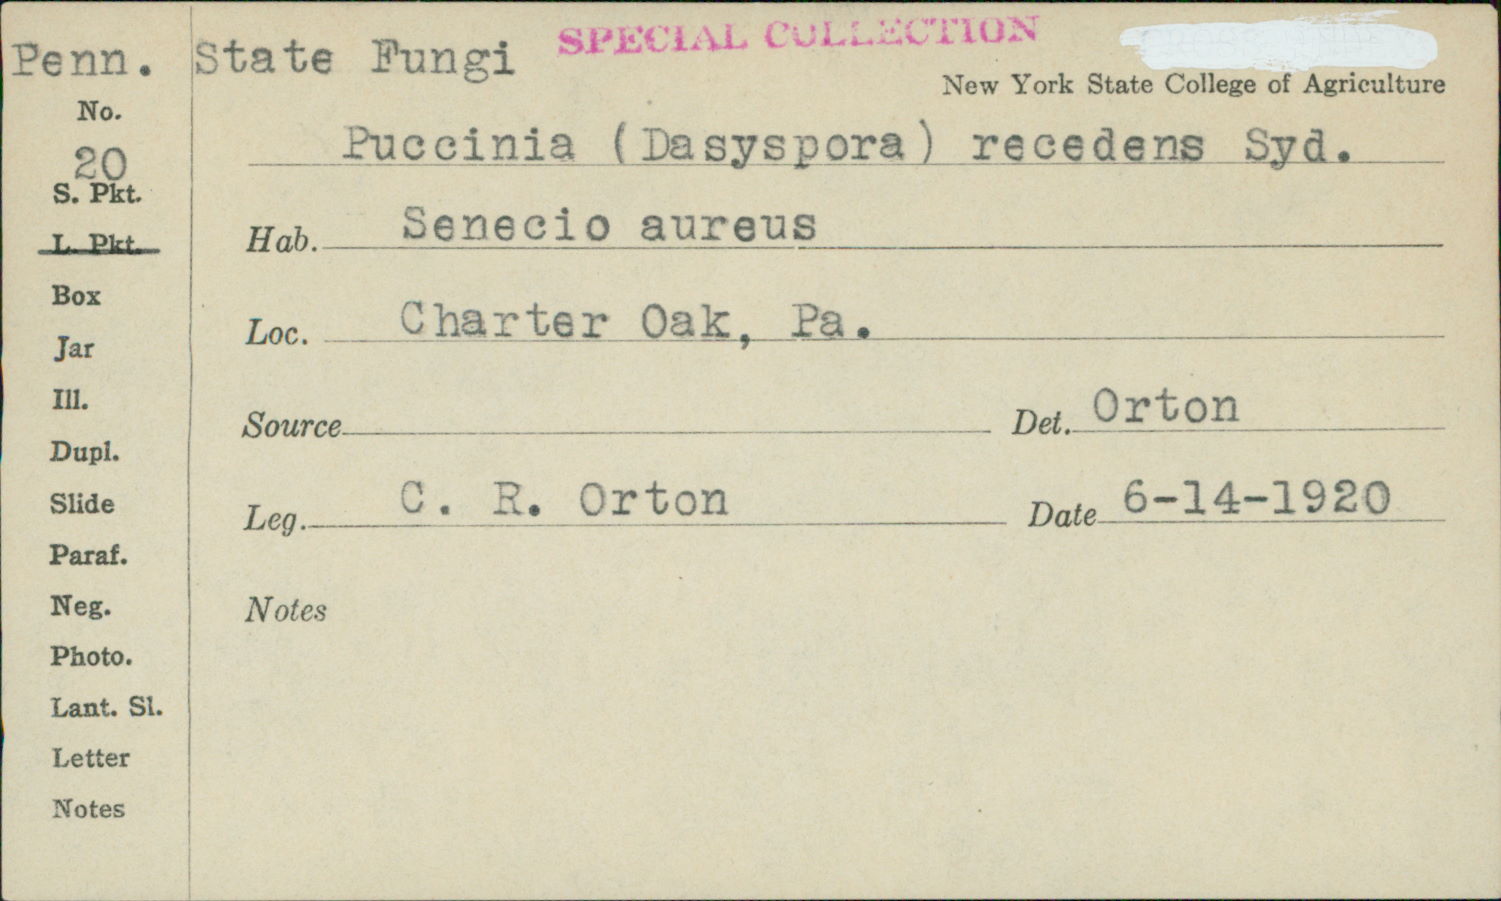 Penn. State Fungi SPECIAL COLLECTION
New York State College of Agriculture
No.
20
S. Pkt.
L. Pkt.
Box
Jar
Ill.
Dupl.
Slide
Paraf.
Neg.
Photo.
Lant. Sl.
Letter
Notes
Puccinia (Dasyspora) recedens Syd.
Hab. Senecio aureus
Loc. Charter Oak, Pa.
Source Det. Orton
Leg. C. R. Orton Date 6-14-1920
Notes